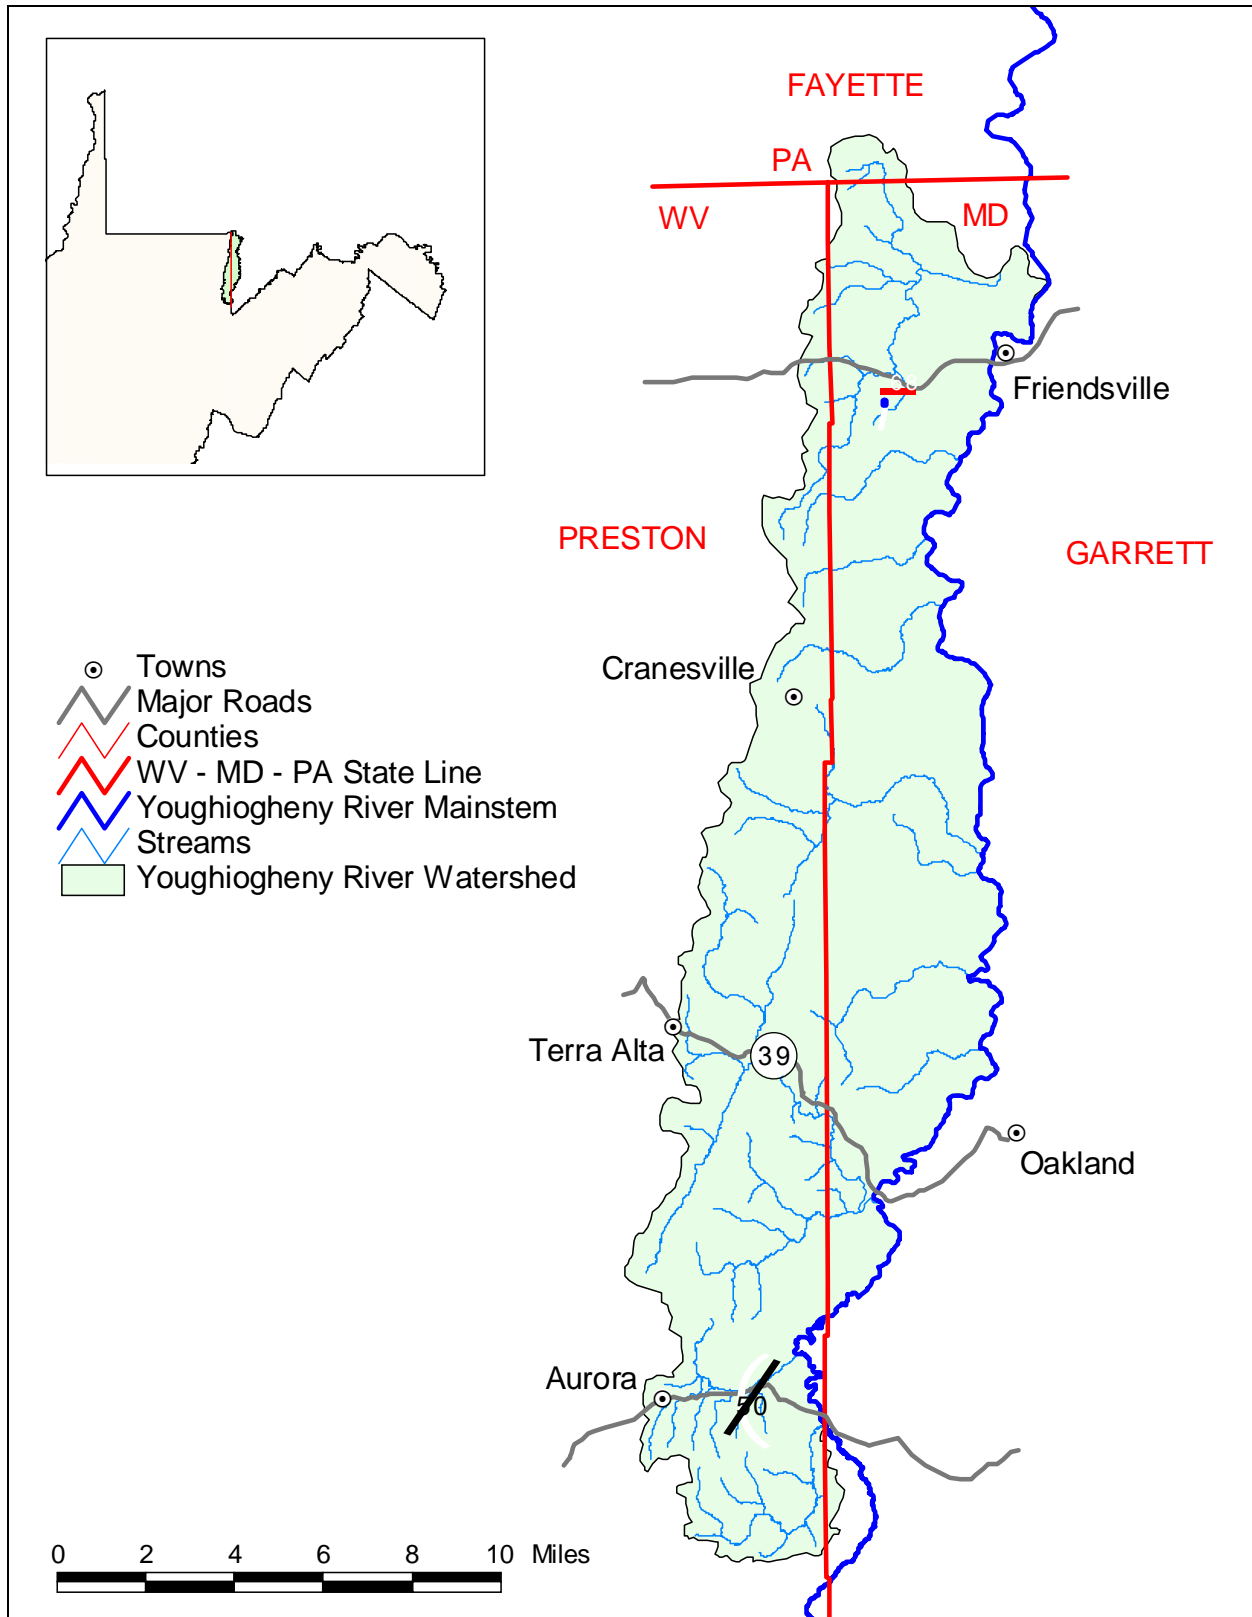 FAYETTE
PA
WV
MD
Friendsville
PRESTON
GARRETT
Cranesville
Towns
Major Roads
Counties
WV - MD - PA State Line
Youghiogheny River Mainstem
Streams
Youghiogheny River Watershed
Terra Alta
39
Oakland
Aurora
50
0 2 4 6 8 10 Miles